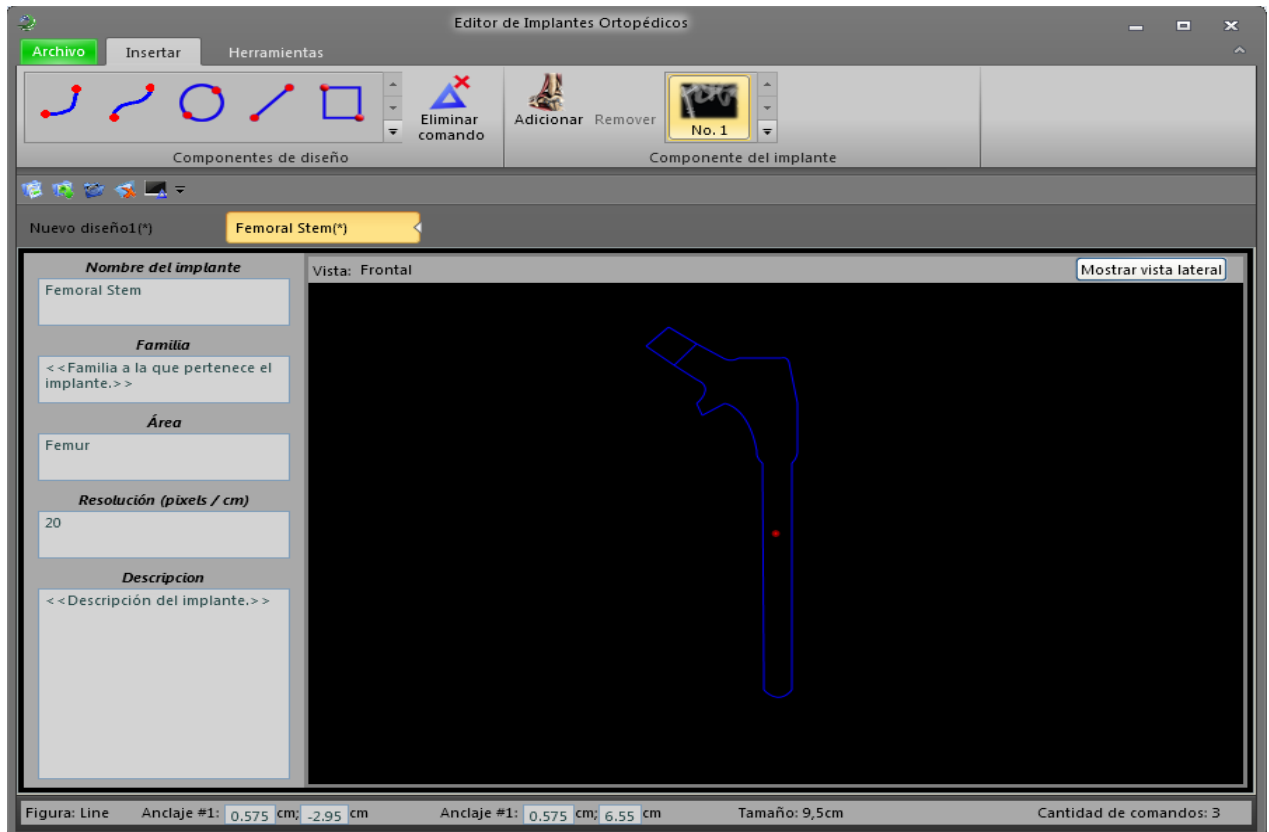 Editor de Implantes Ortopédicos
Archivo Insertar Herramientas
Eliminar
comando
Adicionar Remover
No. 1
Componentes de diseño
Componente del implante
Nuevo diseño1(*) Femoral Stem(*)
Nombre del implante
Femoral Stem
Familia
<<Familia a la que pertenece el
implante.>>
Área
Femur
Resolución (pixels / cm)
20
Descripcion
<<Descripción del implante.>>
Vista: Frontal Mostrar vista lateral
Figura: Line Anclaje #1: 0.575 cm; -2.95 cm Anclaje #1: 0.575 cm; 6.55 cm Tamaño: 9,5cm Cantidad de comandos: 3